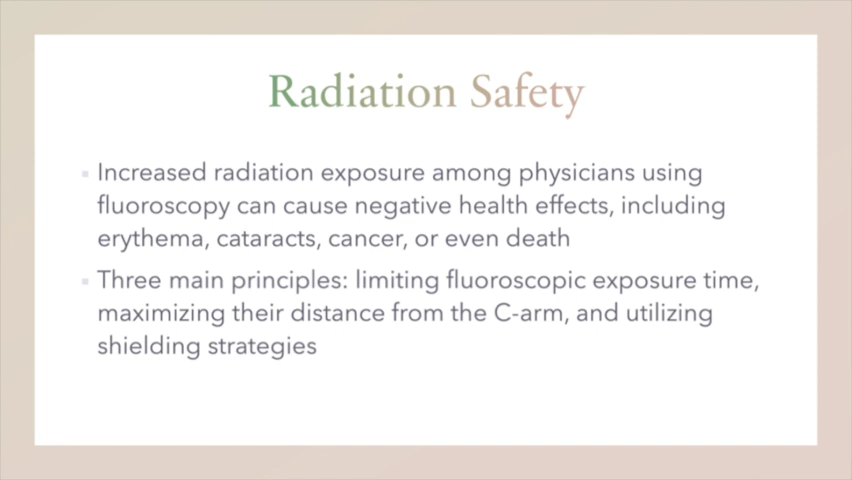 Radiation Safety
Increased radiation exposure among physicians using
fluoroscopy can cause negative health effects, including
erythema, cataracts, cancer, or even death
Three main principles: limiting fluoroscopic exposure time,
maximizing their distance from the C-arm, and utilizing
shielding strategies